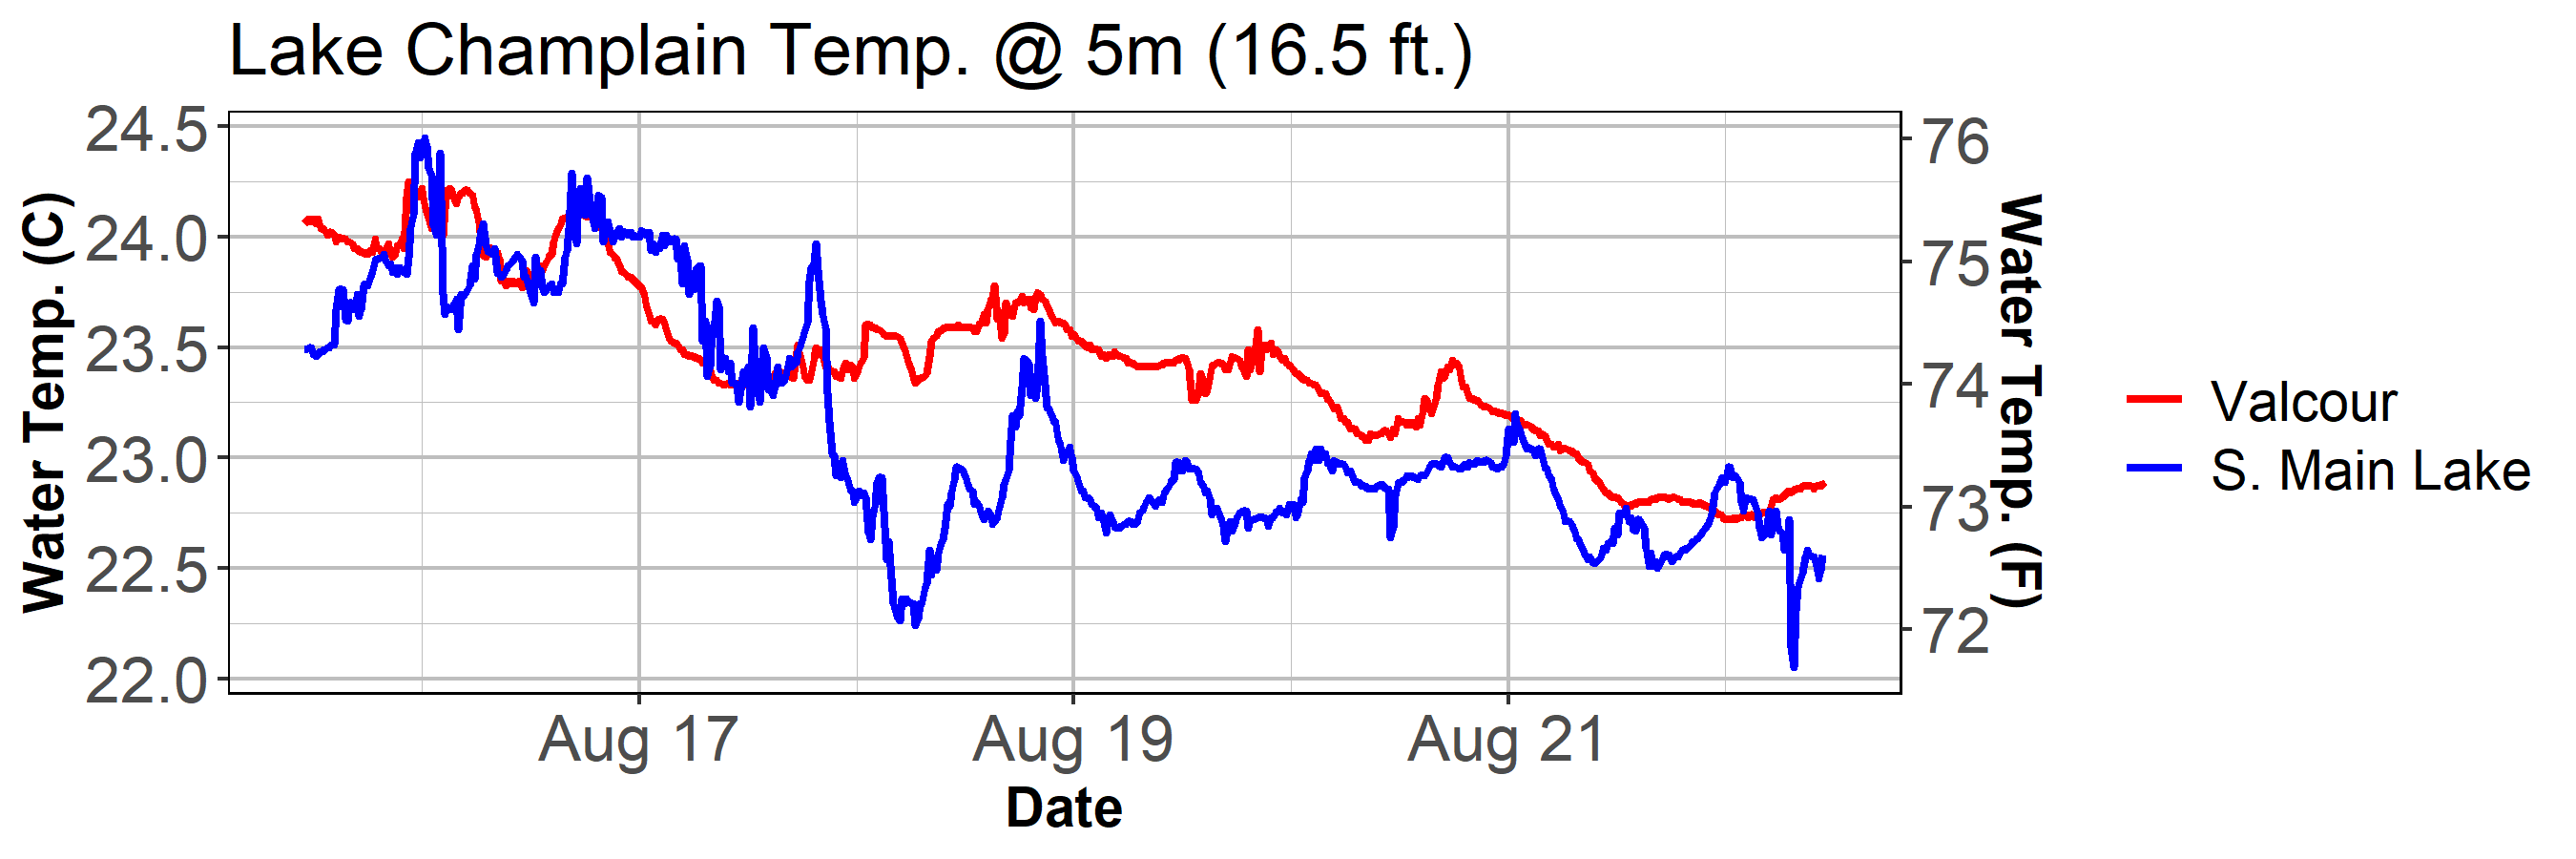 Lake Champlain Temp. @ 5m (16.5 ft.)
Water Temp. (C)
24.5
24.0
23.5
23.0
22.5
22.0
76
75
74
73
72
Water Temp. (F)
Aug 17
Aug 19
Aug 21
Date
Valcour
S. Main Lake